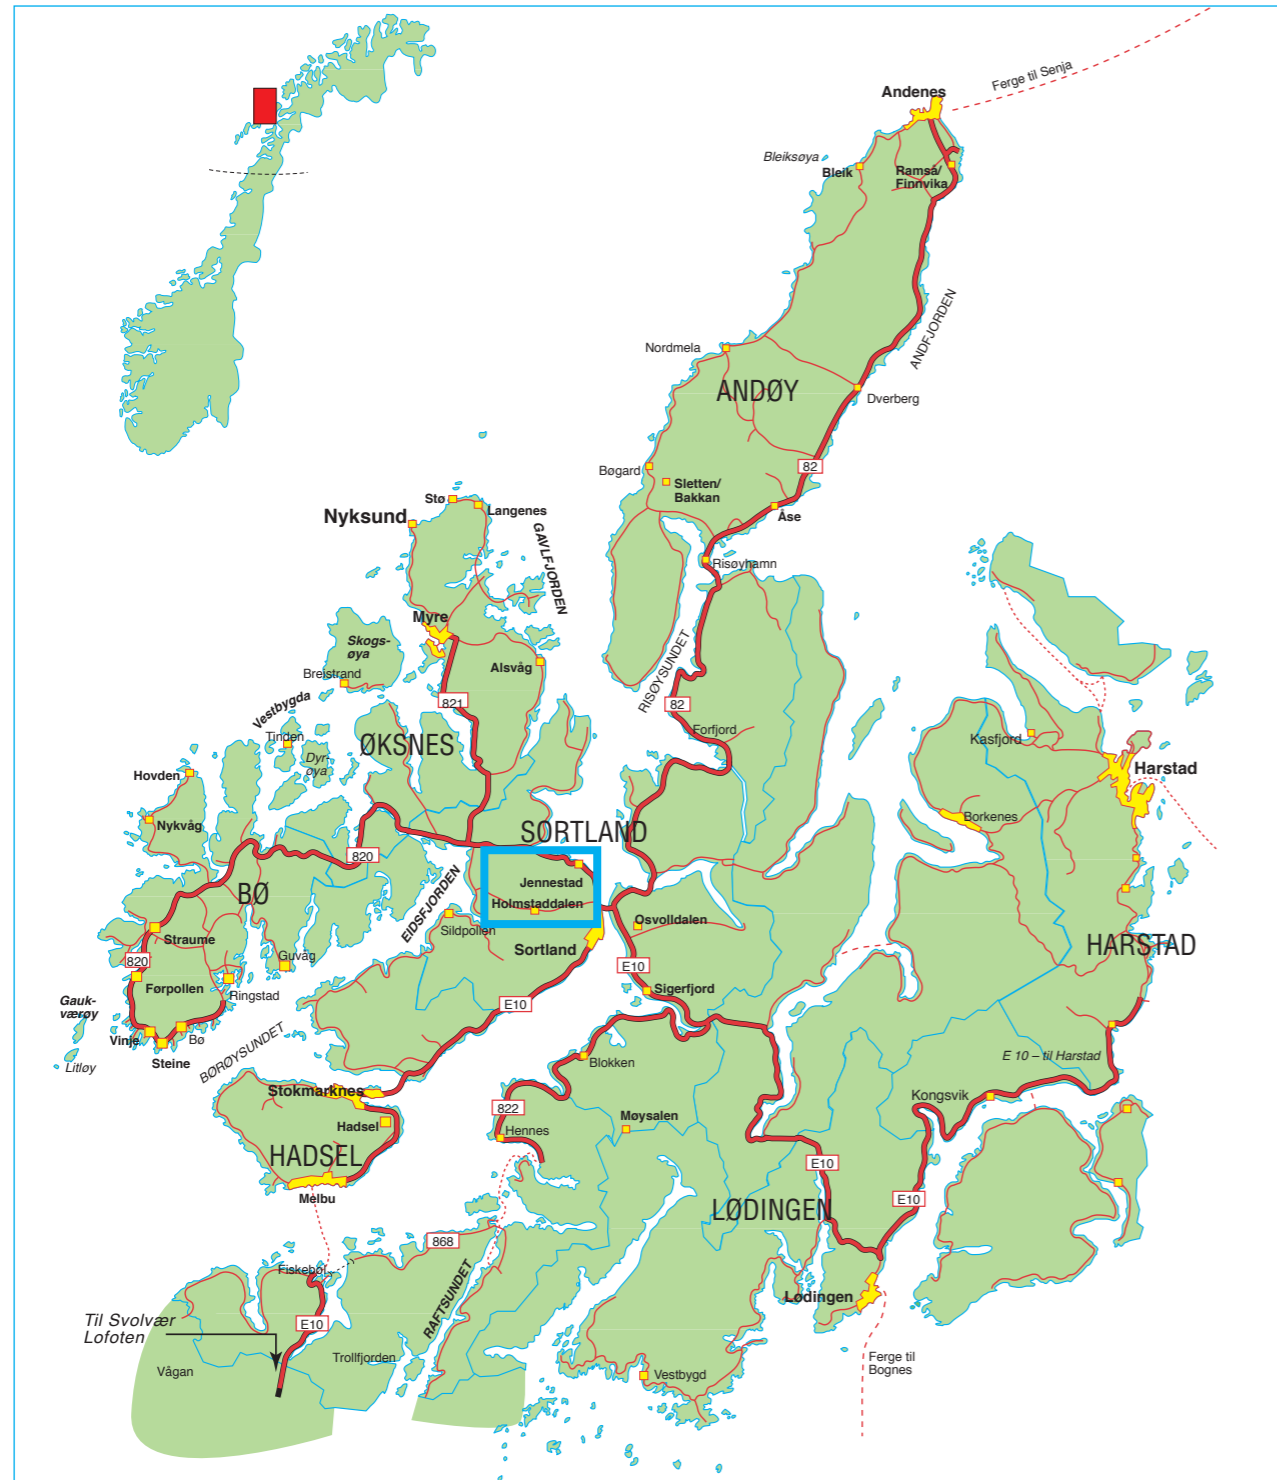 Ferge til Senja
Andenes
Bleiksøya
Bleik
Ramså/
Finnvika
ANDFJORDEN
Nordmela
ANDØY
Dverberg
Bøgard
82
Sletten/
Bakkan
Stø
Langenes
Nyksund
Åse
GAVLFJORDEN
Risøyhamn
Myre
Skogs-
øya
Alsvåg
Breistrand
RISØYSUNDET
Vestbygda
821
82
Tinden
ØKSNES
Forfjord
Kasfjord
Dyr-
øya
Hovden
Harstad
Nykvåg
SORTLAND
Borkenes
820
Jennestad
BØ
EIDSFJORDEN
Holmstaddalen
Sildpollen
Osvolldalen
Straume
Sortland
HARSTAD
Guvåg
820
E10
Førpollen
Ringstad
Sigerfjord
Gauk-
værøy
E10
Vinje
Bø
BØRØYSUNDET
Steine
Litløy
Blokken
E 10 – til Harstad
Stokmarknes
Kongsvik
822
Hadsel
Møysalen
Hennes
HADSEL
E10
Melbu
E10
LØDINGEN
868
Fiskebøl
RAFTSUNDET
Lødingen
Til Svolvær
Lofoten
E10
Trollfjorden
Ferge til
Bognes
Vågan
Vestbygd